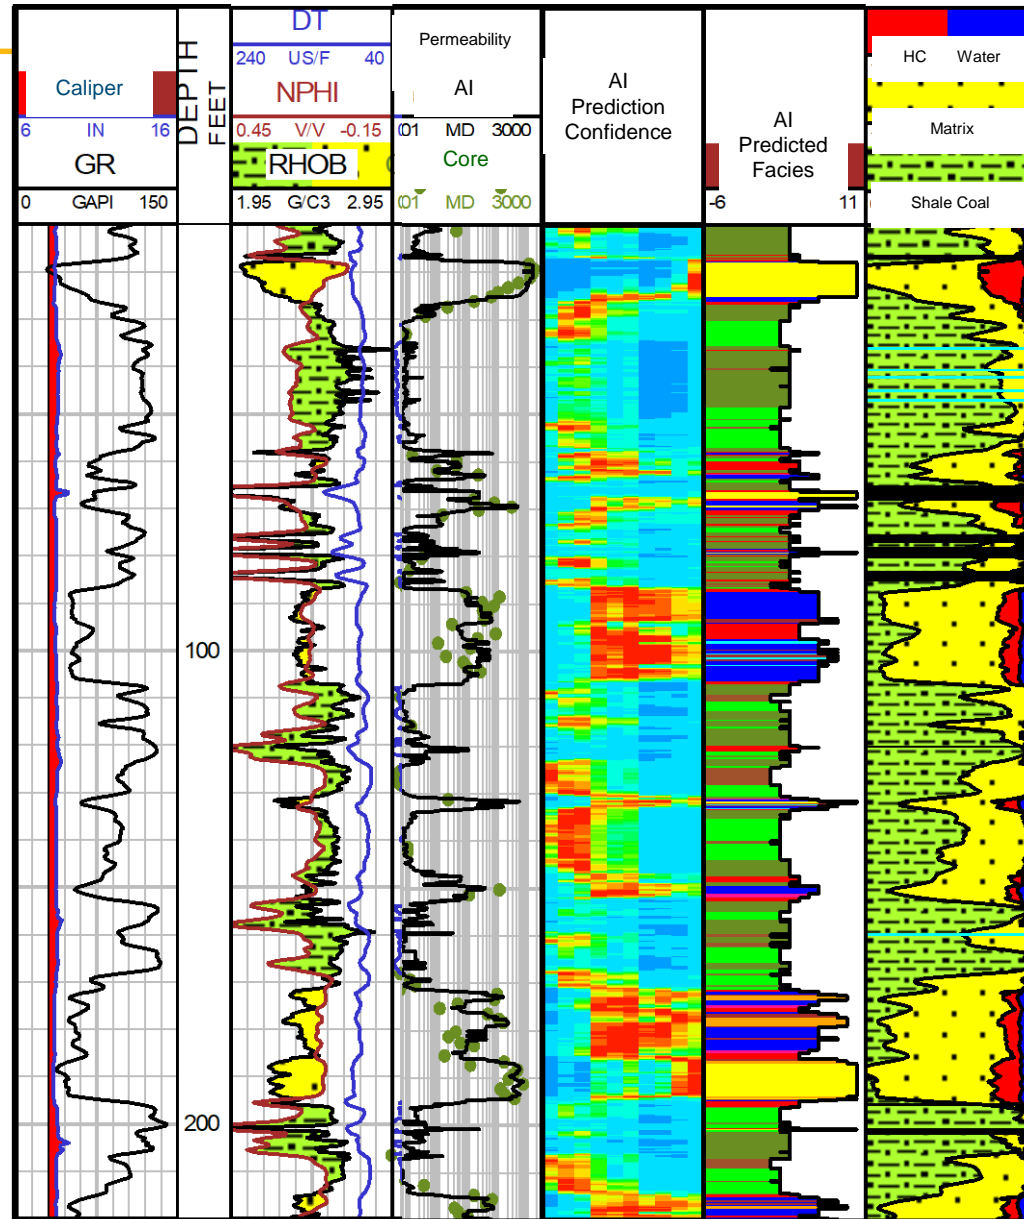 Caliper
6 IN 16
GR
0 GAPI 150
DEPTH
FEET
DT
240 US/F 40
NPHI
0.45 V/V -0.15
RHOB
1.95 G/C3 2.95
Permeability
AI
01 MD 3000
Core
01 MD 3000
AI
Prediction
Confidence
AI
Predicted
Facies
-6 11
HC Water
Matrix
Shale Coal
100
200